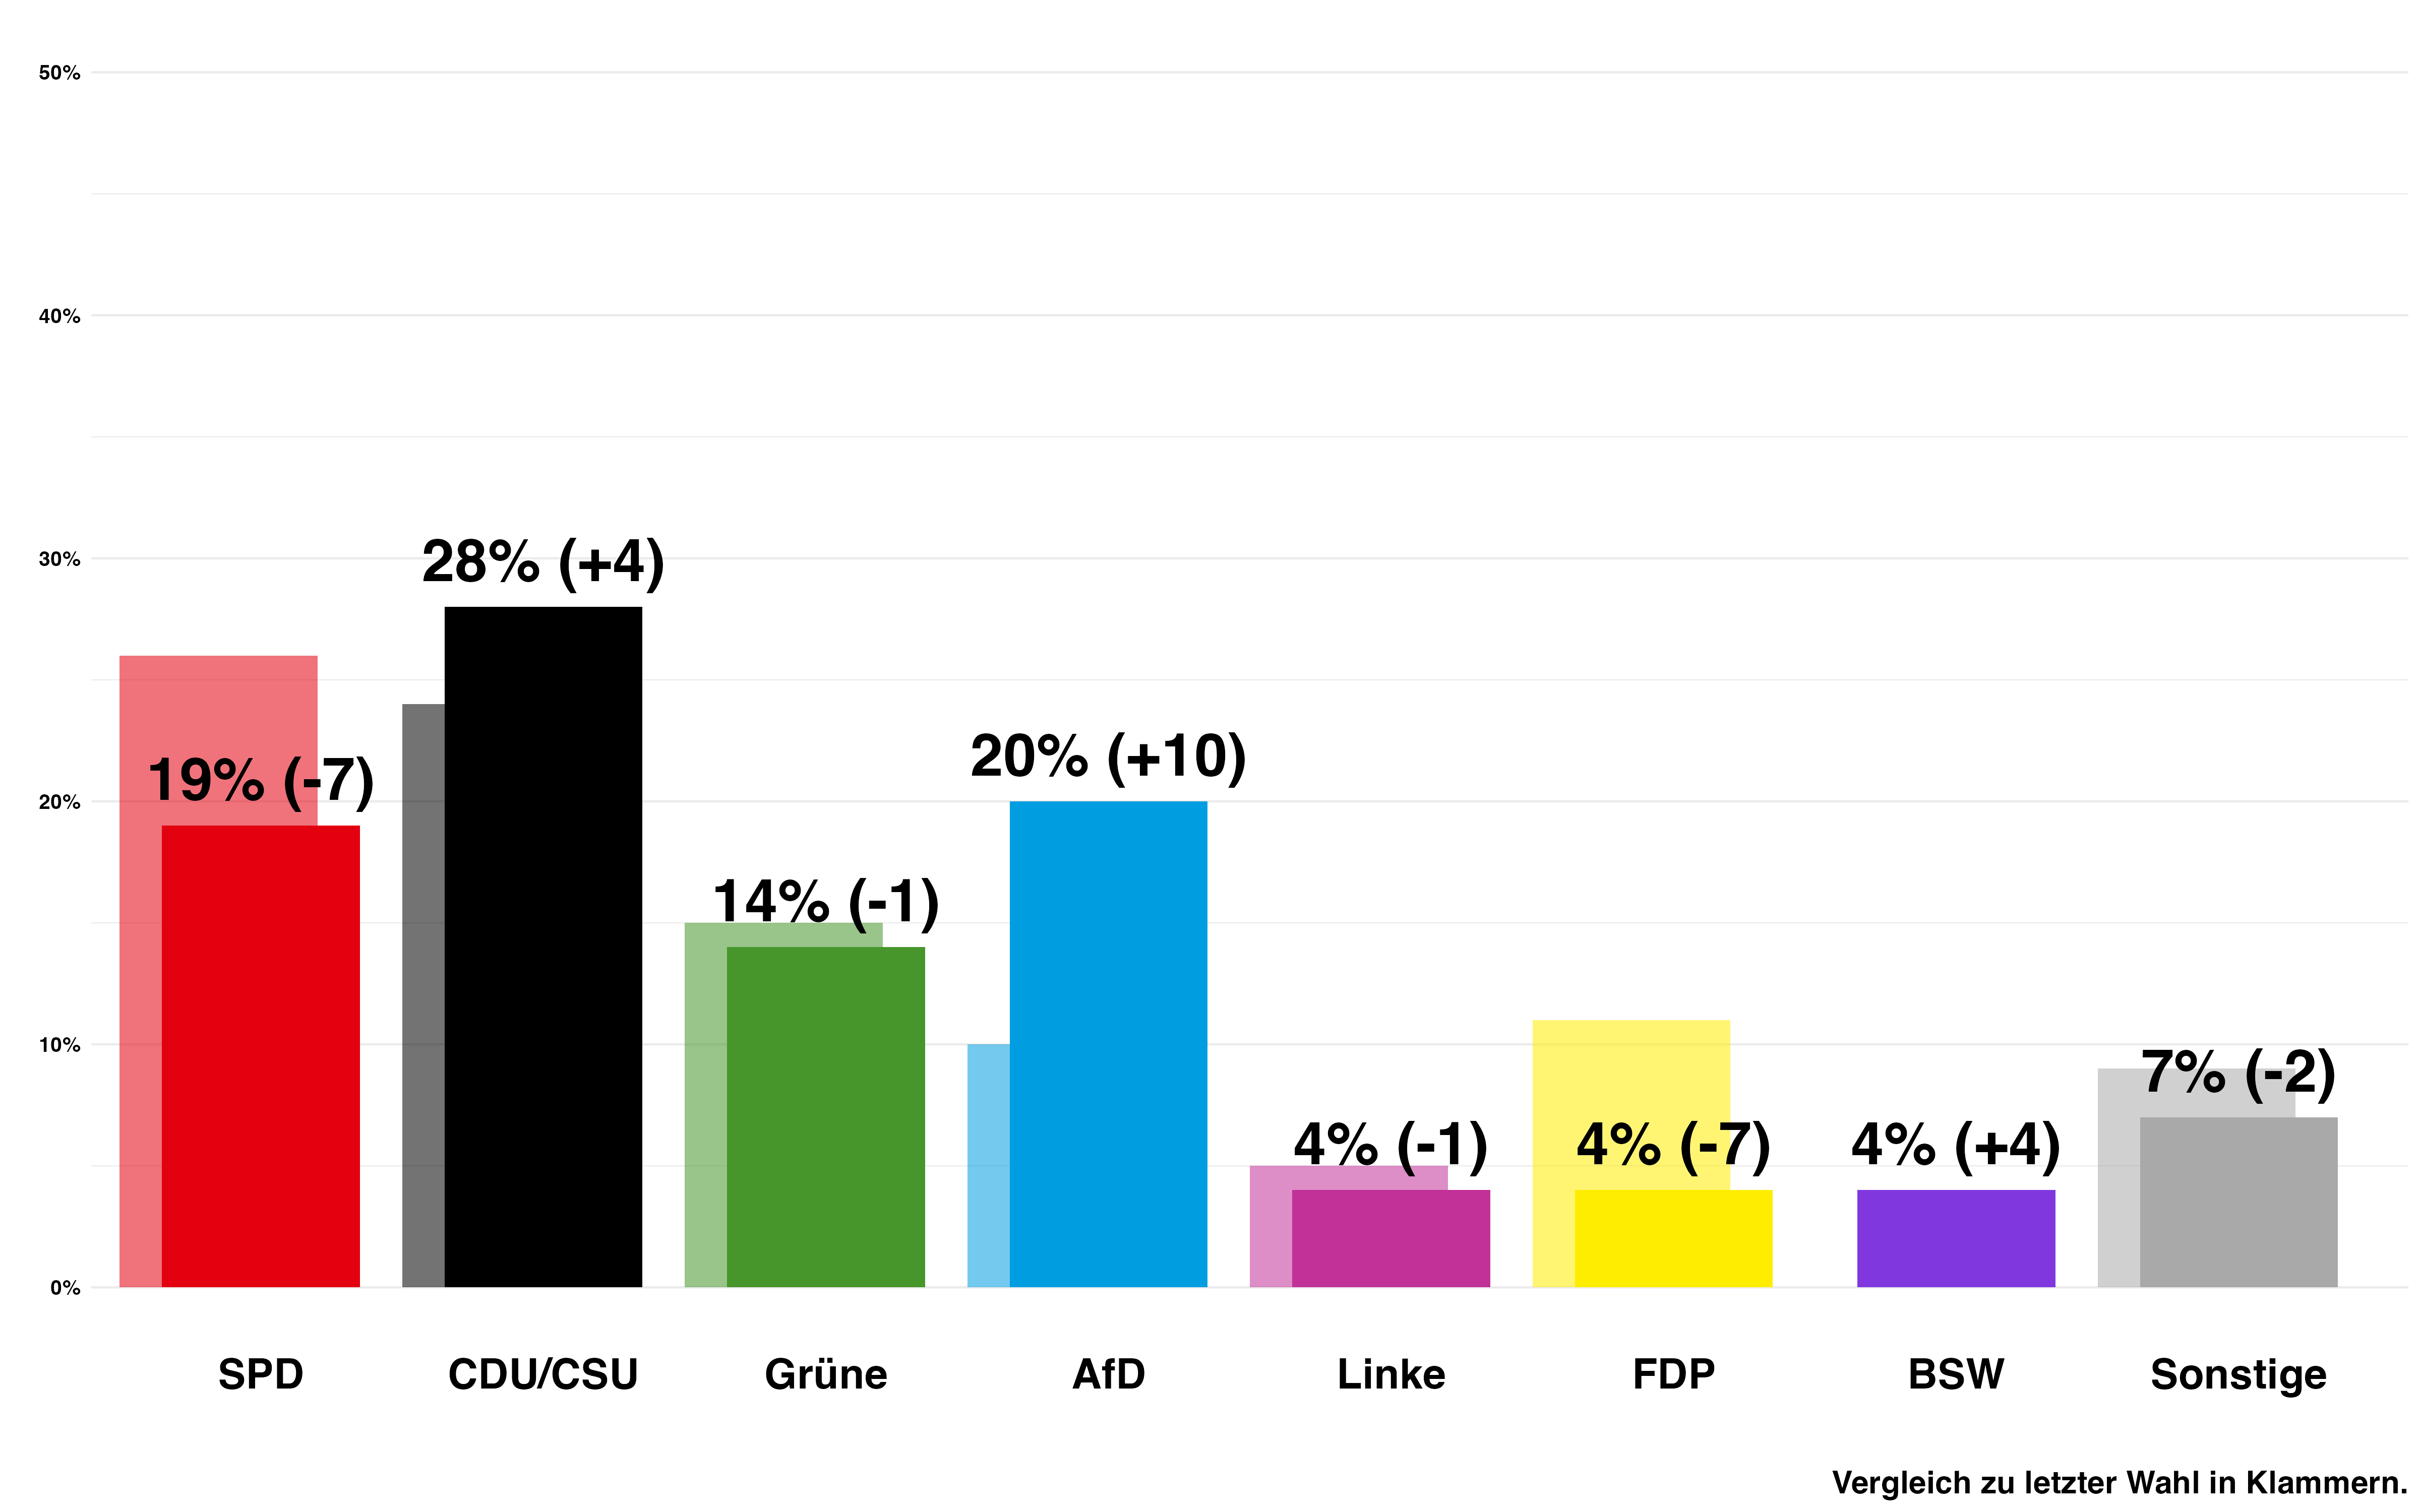 50%
40%
30%
20%
10%
0%
19% (-7)
28% (+4)
14% (-1)
20% (+10)
4% (-1)
4% (-7)
4% (+4)
7% (-2)
SPD
CDU/CSU
Grüne
AfD
Linke
FDP
BSW
Sonstige
Vergleich zu letzter Wahl in Klammern.